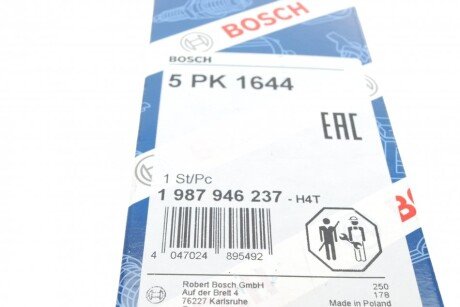 BOSCH
BOSCH
5 PK 1644
EAC
1 St/Pc
1 987 946 237 - H4T
4 047024 895492
Robert Bosch GmbH
Auf der Breit 4
76227 Karlsruhe
250
178
Made in Poland